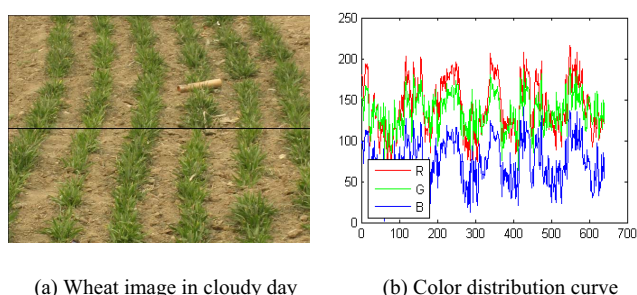 250
200
150
100
50
0
R
G
B
0 100 200 300 400 500 600 700
(a) Wheat image in cloudy day
(b) Color distribution curve